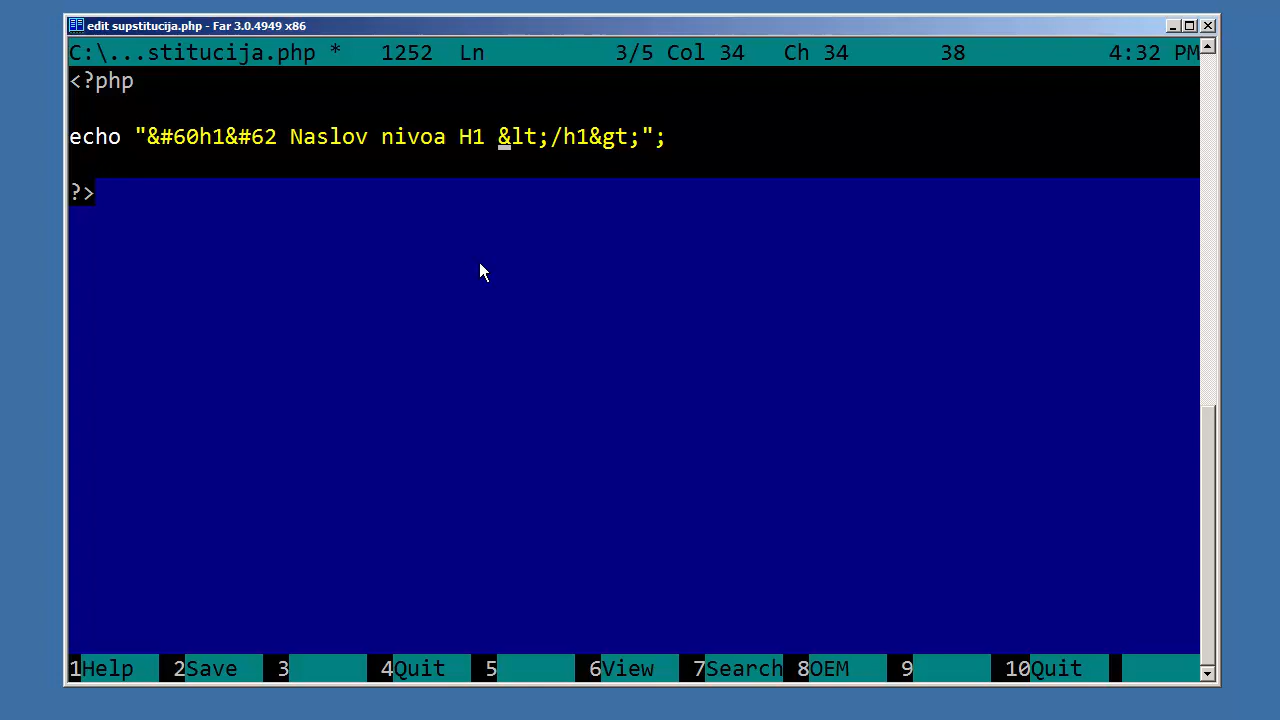 edit supstitucija.php - Far 3.0.4949 x86
C:\...stitucija.php * 1252 Ln 3/5 Col 34 Ch 34 38 4:32 PM
<?php
echo "&#60h1&#62 Naslov nivoa H1 &lt;/h1&gt;";
?>
1Help 2Save 3 4Quit 5 6View 7Search 8OEM 9 10Quit